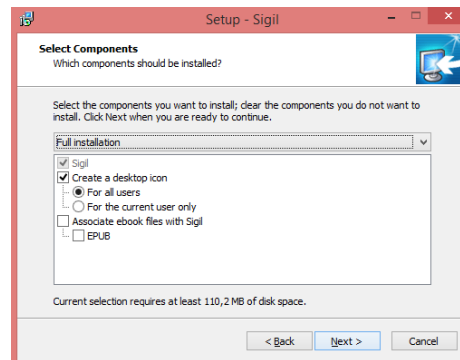 Setup - Sigil
Select Components
Which components should be installed?
Select the components you want to install; clear the components you do not want to
install. Click Next when you are ready to continue.
Full installation
Sigil
Create a desktop icon
For all users
For the current user only
Associate ebook files with Sigil
EPUB
Current selection requires at least 110,2 MB of disk space.
< Back
Next >
Cancel